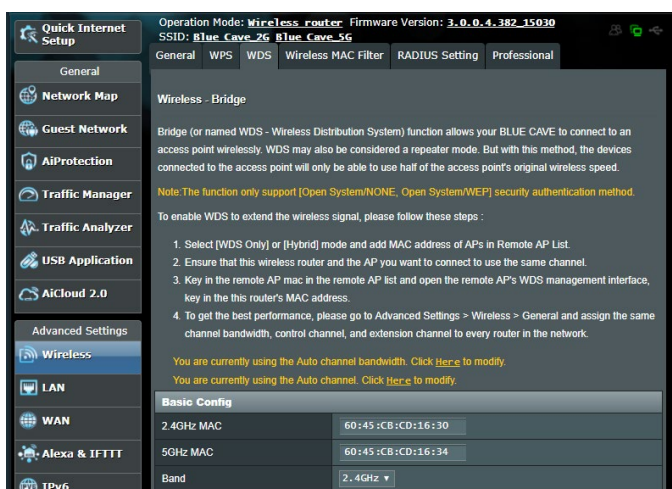 Quick Internet Setup
Operation Mode: Wireless router Firmware Version: 3.0.0.4.382_15030
SSID: Blue Cave_2G Blue Cave_5G
General WPS WDS Wireless MAC Filter RADIUS Setting Professional
General
Network Map
Guest Network
AiProtection
Traffic Manager
Traffic Analyzer
USB Application
AiCloud 2.0
Advanced Settings
Wireless
LAN
WAN
Alexa & IFTTT
IPv6
Wireless - Bridge
Bridge (or named WDS - Wireless Distribution System) function allows your BLUE CAVE to connect to an
access point wirelessly. WDS may also be considered a repeater mode. But with this method, the devices
connected to the access point will only be able to use half of the access point's original wireless speed.
Note:The function only support [Open System/NONE, Open System/WEP] security authentication method.
To enable WDS to extend the wireless signal, please follow these steps :
1. Select [WDS Only] or [Hybrid] mode and add MAC address of APs in Remote AP List.
2. Ensure that this wireless router and the AP you want to connect to use the same channel.
3. Key in the remote AP mac in the remote AP list and open the remote AP's WDS management interface,
key in the this router's MAC address.
4. To get the best performance, please go to Advanced Settings > Wireless > General and assign the same
channel bandwidth, control channel, and extension channel to every router in the network.
You are currently using the Auto channel bandwidth. Click Here to modify.
You are currently using the Auto channel. Click Here to modify.
Basic Config
2.4GHz MAC 60:45:CB:CD:16:30
5GHz MAC 60:45:CB:CD:16:34
Band 2.4GHz